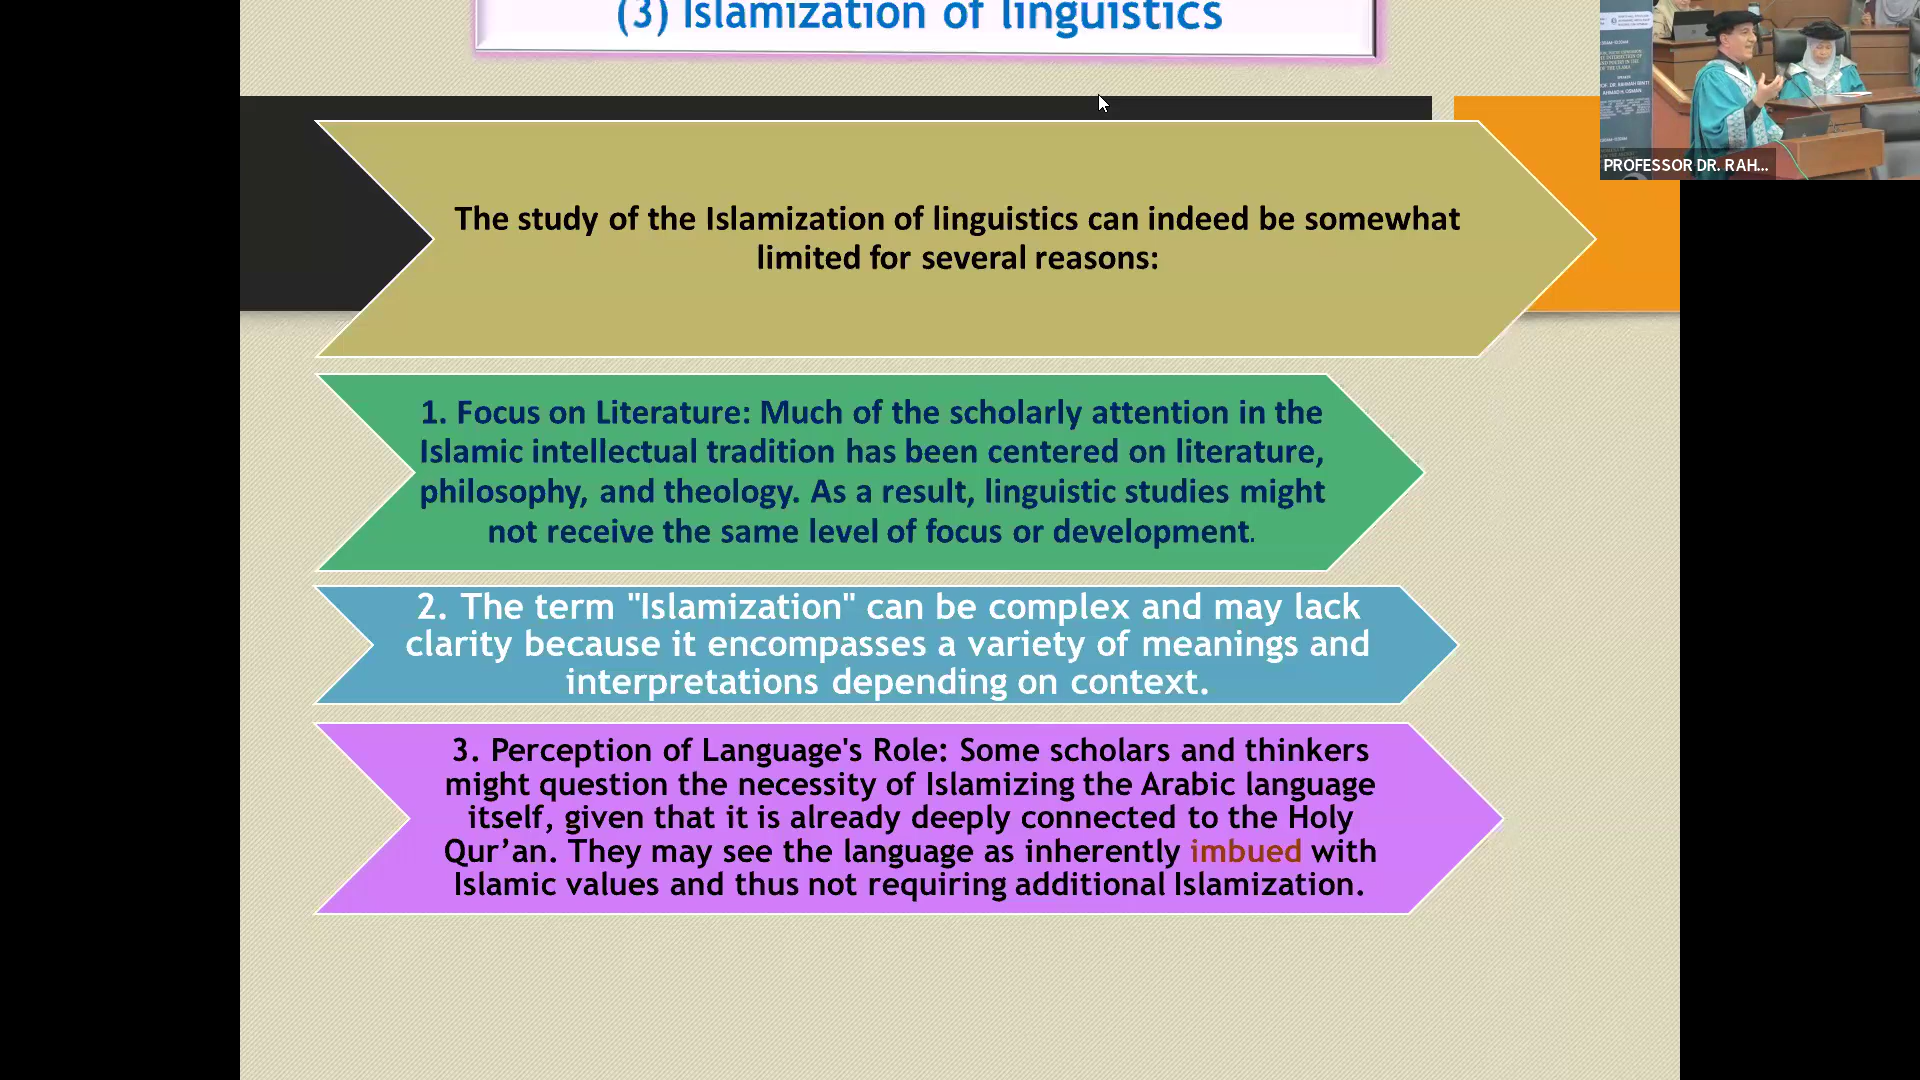 (3) Islamization of linguistics
The study of the Islamization of linguistics can indeed be somewhat
limited for several reasons:
1. Focus on Literature: Much of the scholarly attention in the
Islamic intellectual tradition has been centered on literature,
philosophy, and theology. As a result, linguistic studies might
not receive the same level of focus or development.
2. The term "Islamization" can be complex and may lack
clarity because it encompasses a variety of meanings and
interpretations depending on context.
3. Perception of Language's Role: Some scholars and thinkers
might question the necessity of Islamizing the Arabic language
itself, given that it is already deeply connected to the Holy
Qur’an. They may see the language as inherently imbued with
Islamic values and thus not requiring additional Islamization.
PROFESSOR DR. RAH...